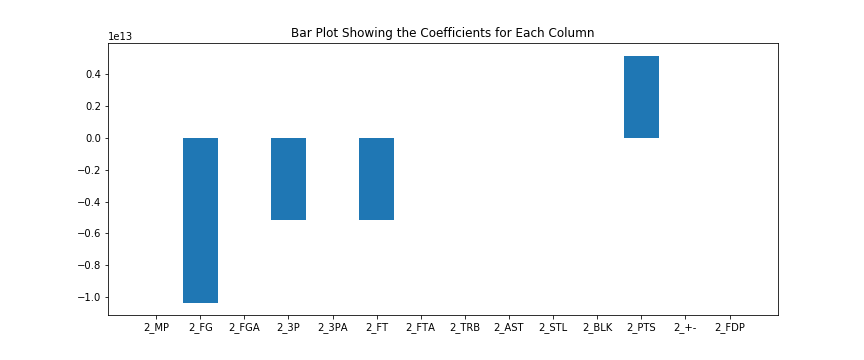 Bar Plot Showing the Coefficients for Each Column
1e13
0.4
0.2
0.0
−0.2
−0.4
−0.6
−0.8
−1.0
2_MP 2_FG 2_FGA 2_3P 2_3PA 2_FT 2_FTA 2_TRB 2_AST 2_STL 2_BLK 2_PTS 2_+- 2_FDP